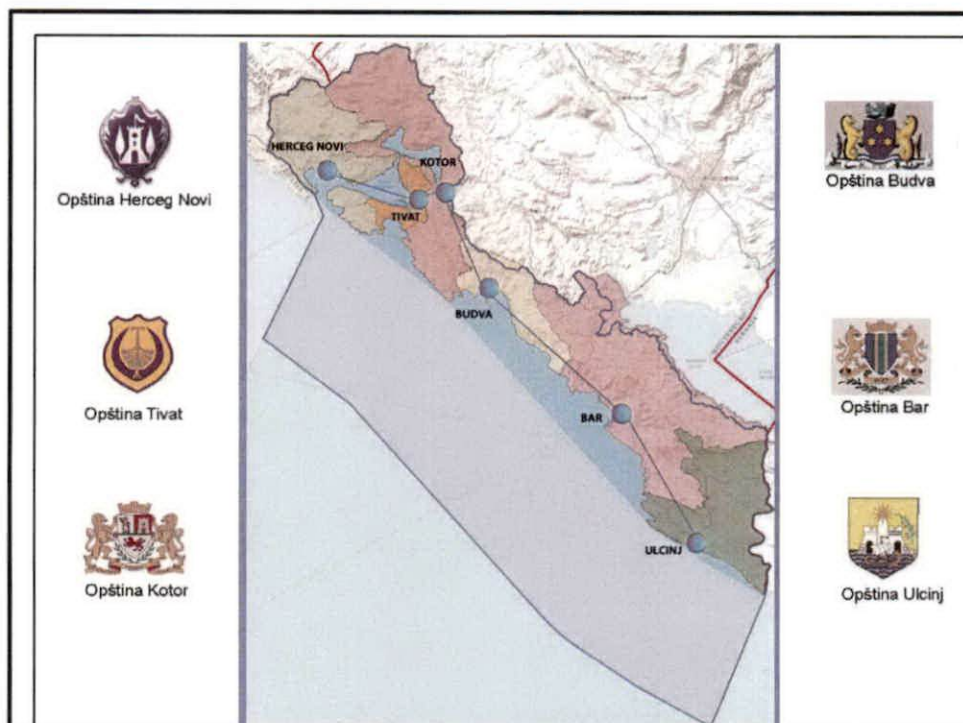 Opština Herceg Novi
Opština Tivat
Opština Kotor
HERCEG NOVI
KOTOR
TIVAT
BUDVA
BAR
ULCINJ
Opština Budva
Opština Bar
Opština Ulcinj